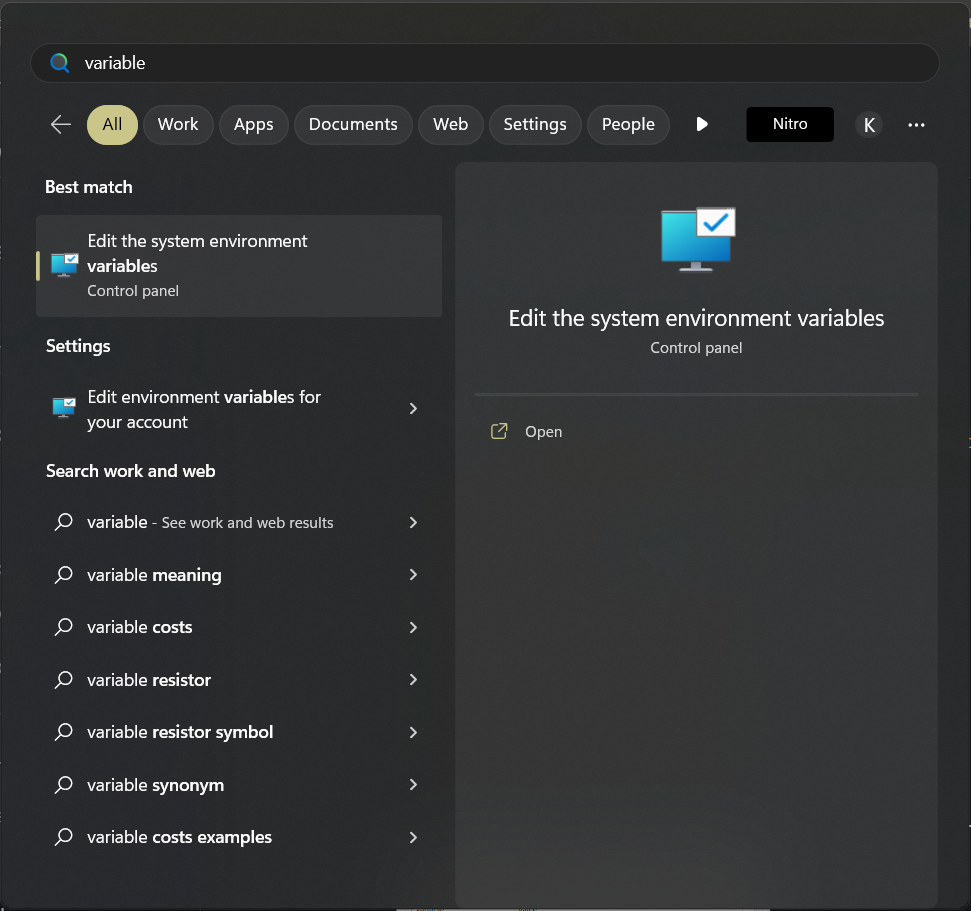 variable
All
Work
Apps
Documents
Web
Settings
People
Nitro
K
Best match
Edit the system environment
variables
Control panel
Settings
Edit environment variables for
your account
Search work and web
variable - See work and web results
variable meaning
variable costs
variable resistor
variable resistor symbol
variable synonym
variable costs examples
Edit the system environment variables
Control panel
Open